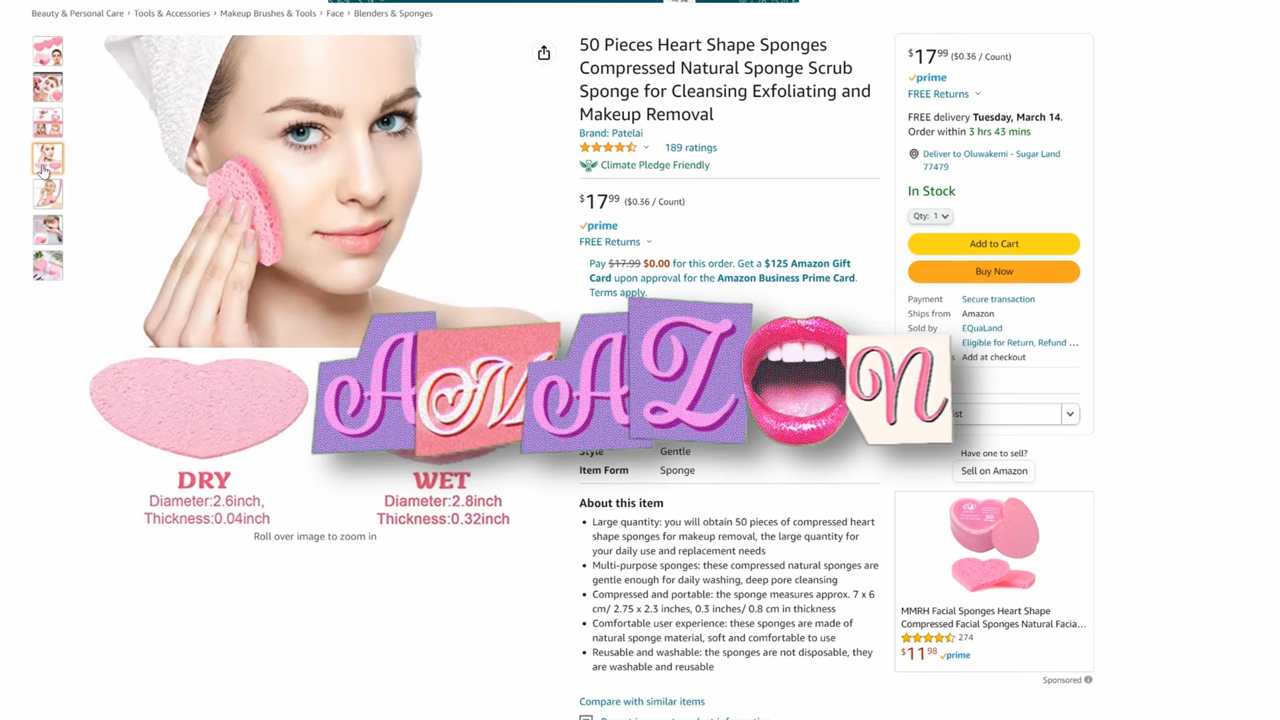 Beauty & Personal Care › Tools & Accessories › Makeup Brushes & Tools › Face › Blenders & Sponges
50 Pieces Heart Shape Sponges
Compressed Natural Sponge Scrub
Sponge for Cleansing Exfoliating and
Makeup Removal
Brand: Patelai
189 ratings
Climate Pledge Friendly
$17 99 ($0.36 / Count)
prime
FREE Returns
Pay $17.99 $0.00 for this order. Get a $125 Amazon Gift
Card upon approval for the Amazon Business Prime Card.
Terms apply.
AMAZON
DRY
Diameter:2.6inch,
Thickness:0.04inch
WET
Diameter:2.8inch
Thickness:0.32inch
Roll over image to zoom in
Style Gentle
Item Form Sponge
About this item
• Large quantity: you will obtain 50 pieces of compressed heart
shape sponges for makeup removal, the large quantity for
your daily use and replacement needs
• Multi-purpose sponges: these compressed natural sponges are
gentle enough for daily washing, deep pore cleansing
• Compressed and portable: the sponge measures approx. 7 x 6
cm/ 2.75 x 2.3 inches, 0.3 inches/ 0.8 cm in thickness
• Comfortable user experience: these sponges are made of
natural sponge material, soft and comfortable to use
• Reusable and washable: the sponges are not disposable, they
are washable and reusable
Compare with similar items
$17 99 ($0.36 / Count)
prime
FREE Returns
FREE delivery Tuesday, March 14.
Order within 3 hrs 43 mins
Deliver to Oluwakemi - Sugar Land
77479
In Stock
Qty: 1
Add to Cart
Buy Now
Payment Secure transaction
Ships from Amazon
Sold by EQuaLand
Eligible for Return, Refund ...
Add at checkout
Have one to sell?
Sell on Amazon
MMRH Facial Sponges Heart Shape
Compressed Facial Sponges Natural Facia...
274
$11 98 prime
Sponsored